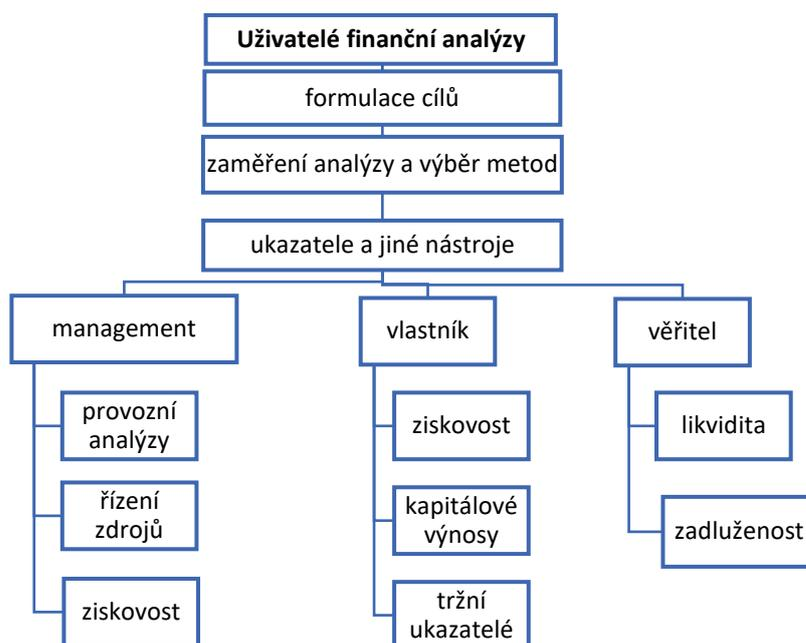 Uživatelé finanční analýzy
formulace cílů
zaměření analýzy a výběr metod
ukazatele a jiné nástroje
management
provozní
analýzy
řízení
zdrojů
ziskovost
vlastník
ziskovost
kapitálové
výnosy
tržní
ukazatelé
věřitel
likvidita
zadluženost